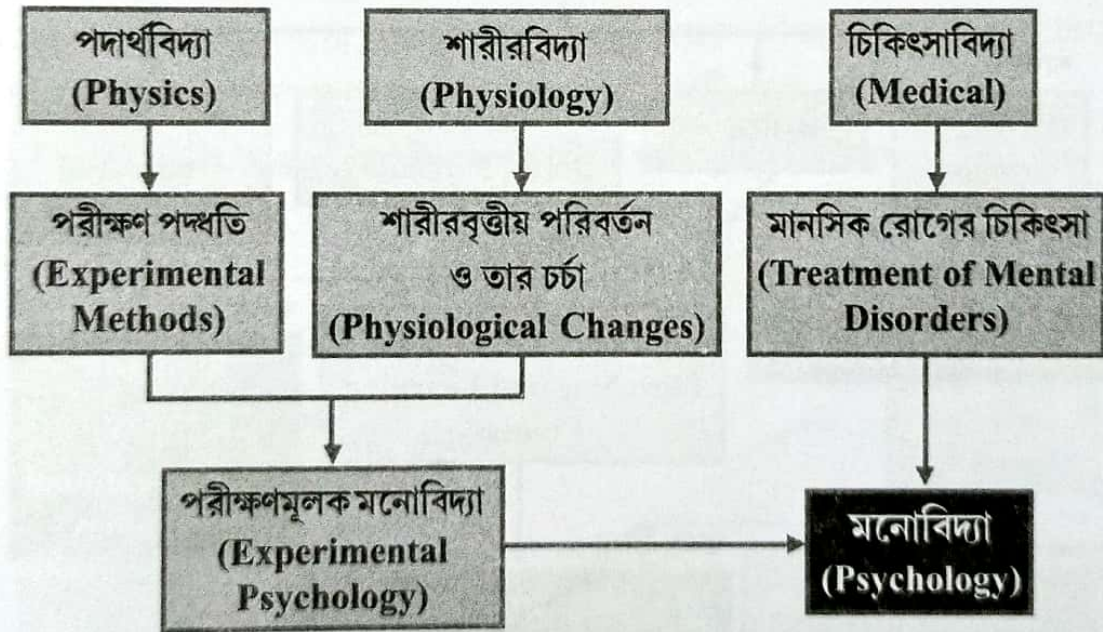 পদার্থবিদ্যা
(Physics)
শারীরবিদ্যা
(Physiology)
চিকিৎসাবিদ্যা
(Medical)
পরীক্ষণ পদ্ধতি
(Experimental
Methods)
শারীরবৃত্তীয় পরিবর্তন
ও তার চর্চা
(Physiological Changes)
মানসিক রোগের চিকিৎসা
(Treatment of Mental
Disorders)
পরীক্ষণমূলক মনোবিদ্যা
(Experimental
Psychology)
মনোবিদ্যা
(Psychology)